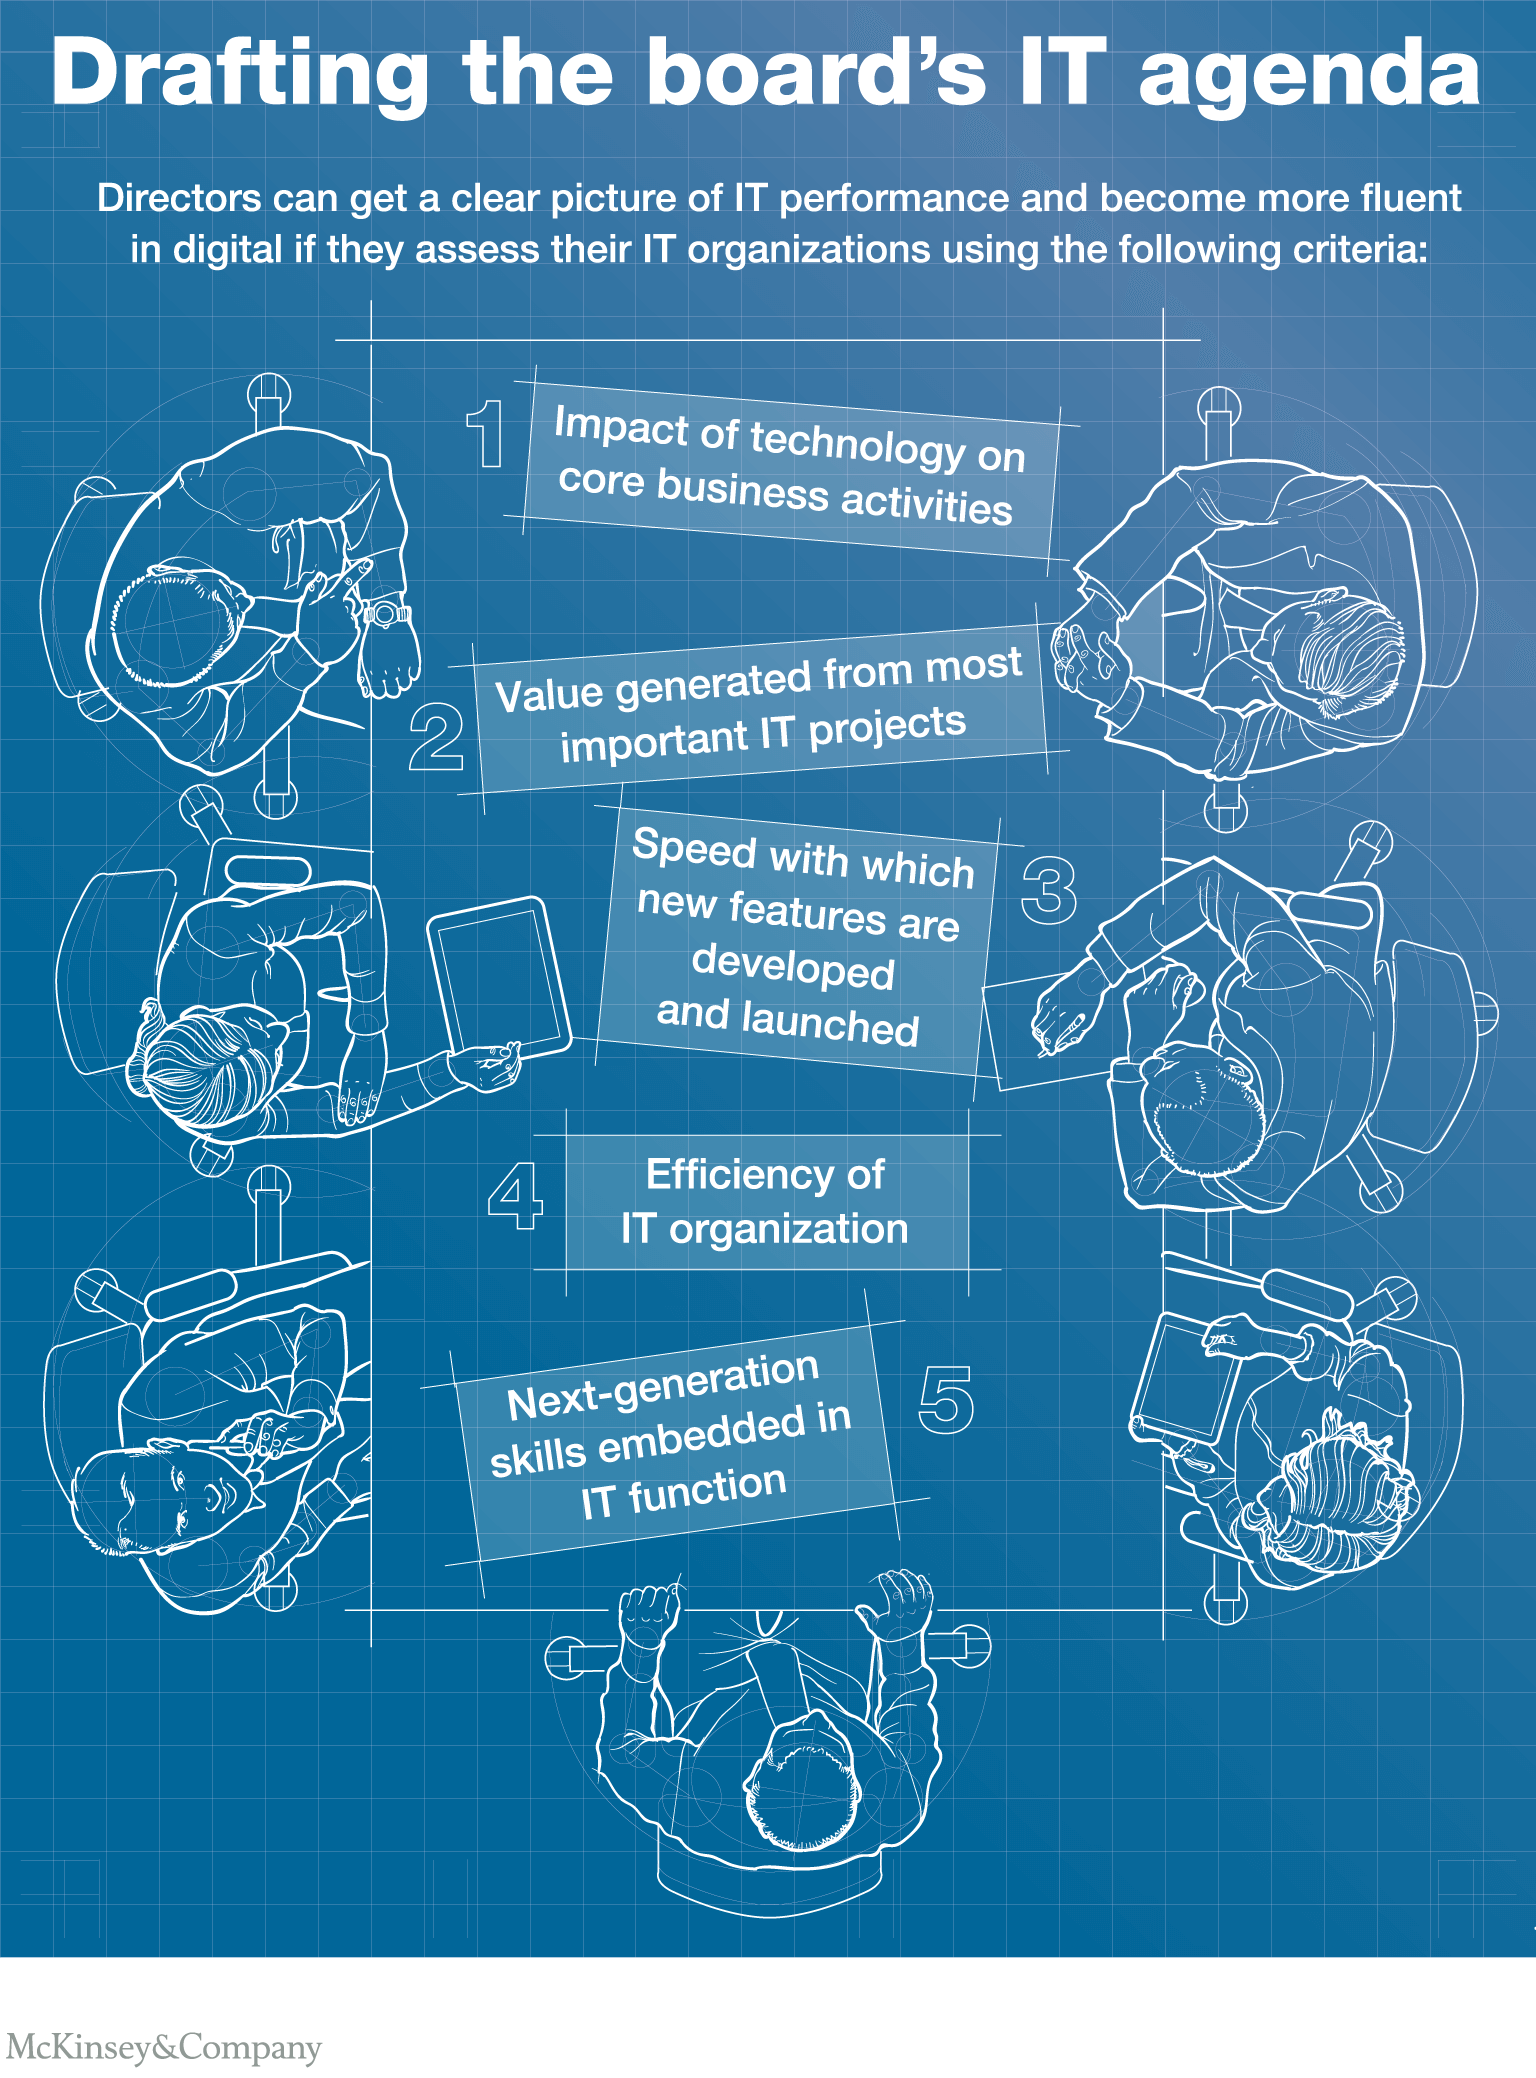 Drafting the board's IT agenda
Directors can get a clear picture of IT performance and become more fluent
in digital if they assess their IT organizations using the following criteria:
1
Impact of technology on
core business activities
2
Value generated from most
important IT projects
3
Speed with which
new features are
developed
and launched
4
Efficiency of
IT organization
5
Next-generation
skills embedded in
IT function
McKinsey&Company